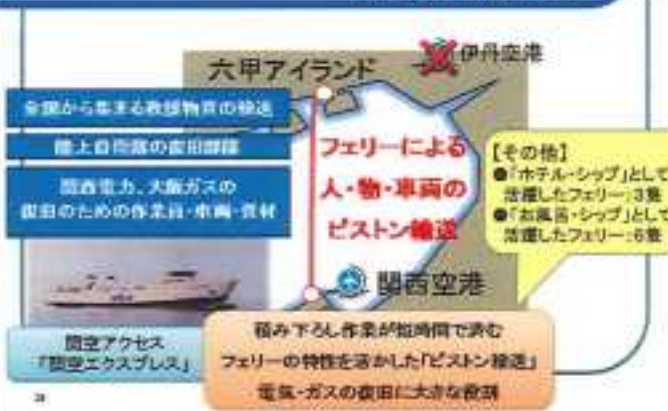 六甲アイランド
伊丹空港
全国から集まる救援物資の輸送
陸上自衛隊の復旧部隊
関西電力、大阪ガスの
復旧のための作業員・車両・資材
フェリーによる
人・物・車両の
ピストン輸送
【その他】
●「ホテル・シップ」として
活躍したフェリー:3隻
●「お風呂・シップ」として
活躍したフェリー:6隻
関西空港
関空アクセス
「関空エクスプレス」
積み下ろし作業が短時間で済む
フェリーの特性を活かした「ピストン輸送」
電気・ガスの復旧に大きな役割